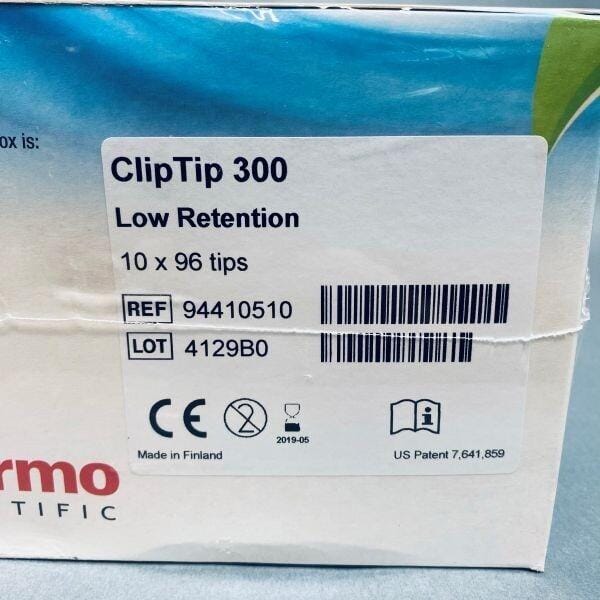 ox is:
ClipTip 300
Low Retention
10 x 96 tips
REF 94410510
LOT 4129B0
CE 2 2019-05
Made in Finland
US Patent 7,641,859
rmo
TIFIC